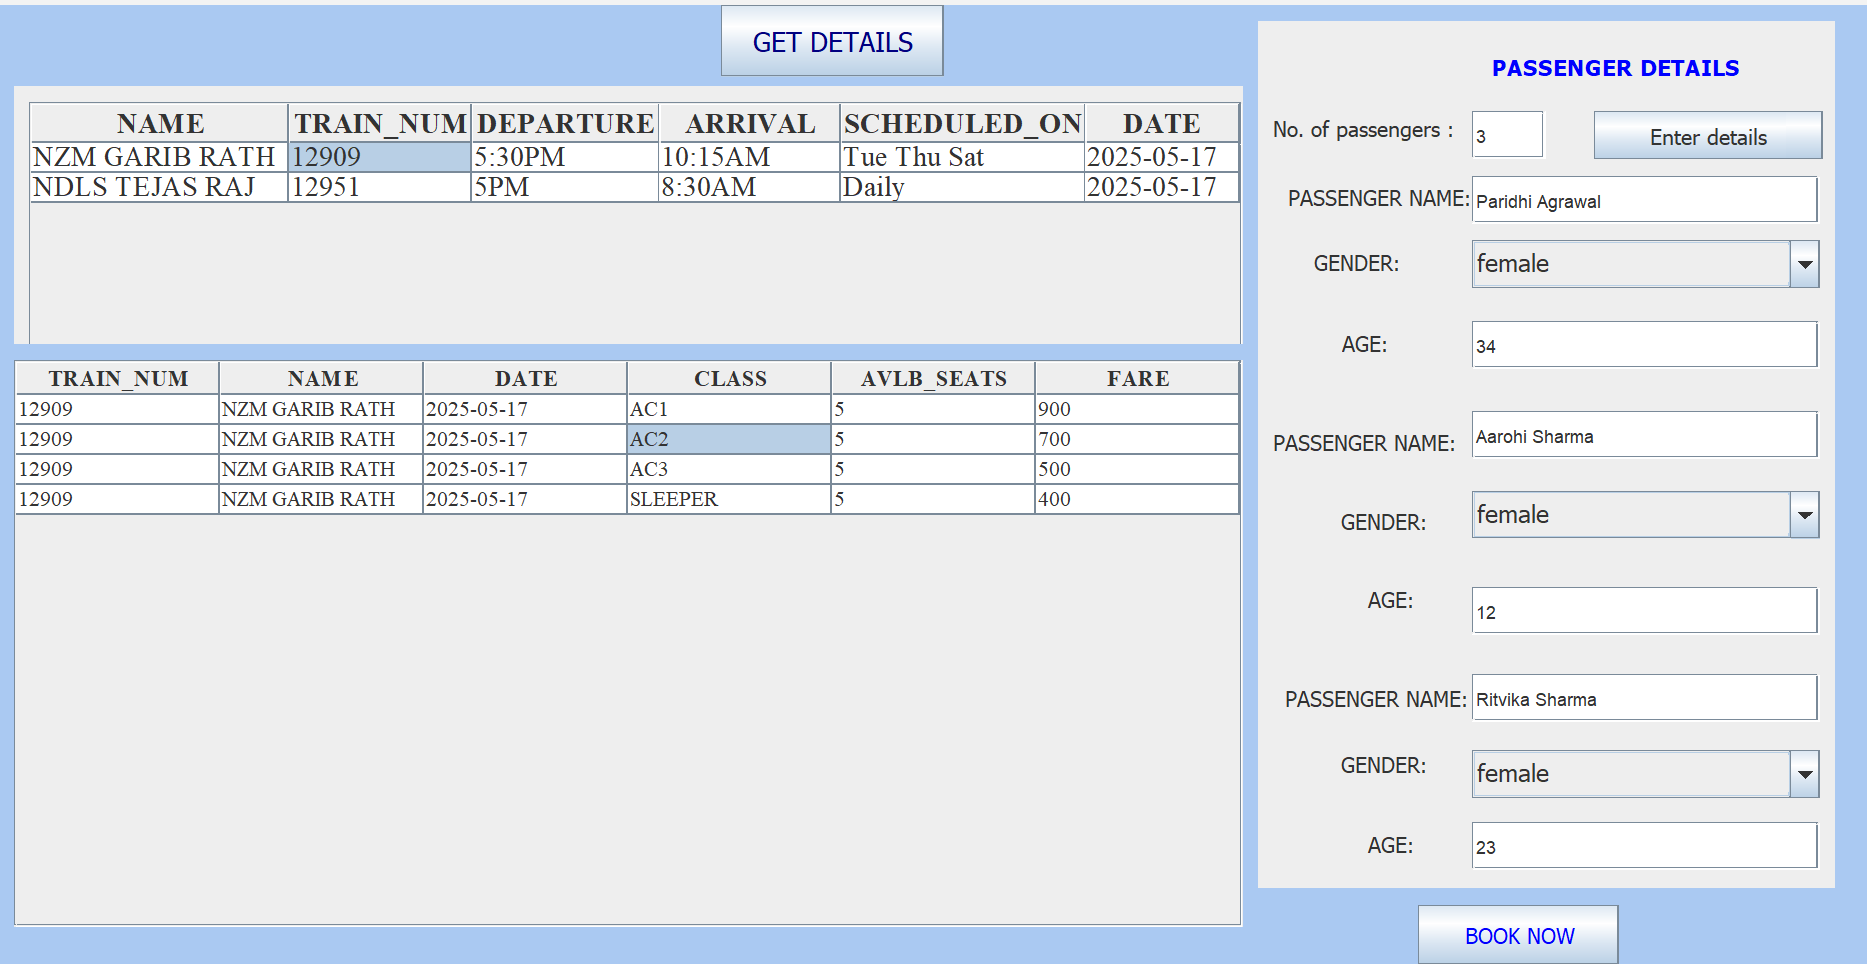 GET DETAILS
NAME TRAIN_NUM DEPARTURE ARRIVAL SCHEDULED_ON DATE
NZM GARIB RATH 12909 5:30PM 10:15AM Tue Thu Sat 2025-05-17
NDLS TEJAS RAJ 12951 5PM 8:30AM Daily 2025-05-17
TRAIN_NUM NAME DATE CLASS AVLB_SEATS FARE
12909 NZM GARIB RATH 2025-05-17 AC1 5 900
12909 NZM GARIB RATH 2025-05-17 AC2 5 700
12909 NZM GARIB RATH 2025-05-17 AC3 5 500
12909 NZM GARIB RATH 2025-05-17 SLEEPER 5 400
PASSENGER DETAILS
No. of passengers : 3 Enter details
PASSENGER NAME: Paridhi Agrawal
GENDER: female
AGE: 34
PASSENGER NAME: Aarohi Sharma
GENDER: female
AGE: 12
PASSENGER NAME: Ritvika Sharma
GENDER: female
AGE: 23
BOOK NOW